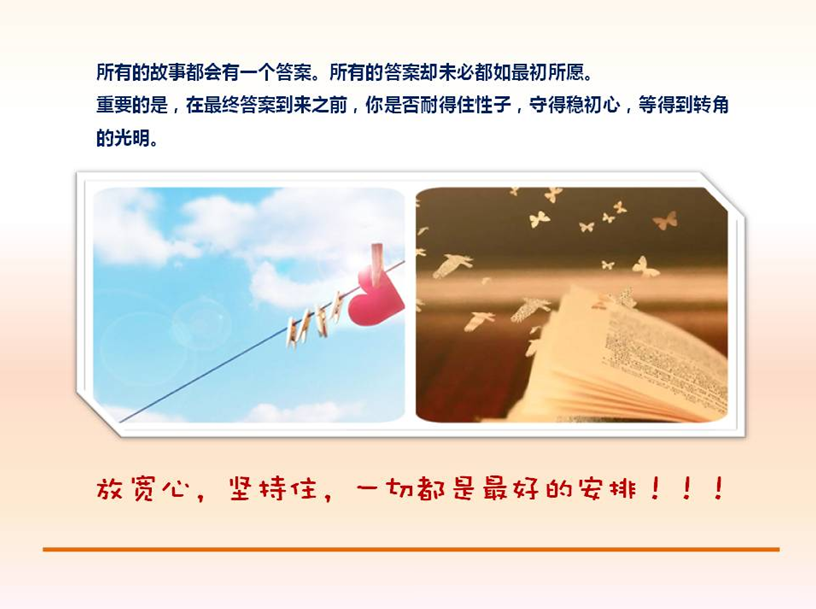 所有的故事都会有一个答案。所有的答案却未必都如最初所愿。
重要的是，在最终答案到来之前，你是否耐得住性子，守得稳初心，等得到转角
的光明。
放宽心，坚持住，一切都是最好的安排！！！